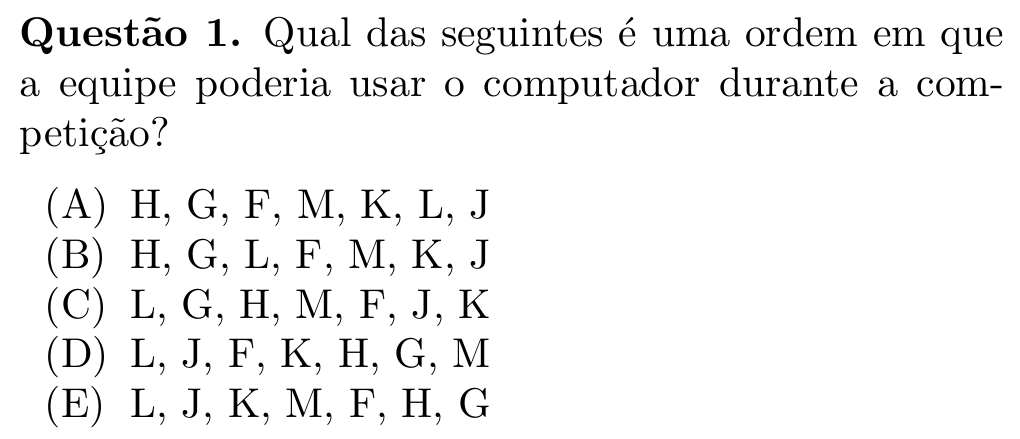 Questão 1. Qual das seguintes é uma ordem em que
a equipe poderia usar o computador durante a com-
petição?
(A) H, G, F, M, K, L, J
(B) H, G, L, F, M, K, J
(C) L, G, H, M, F, J, K
(D) L, J, F, K, H, G, M
(E) L, J, K, M, F, H, G